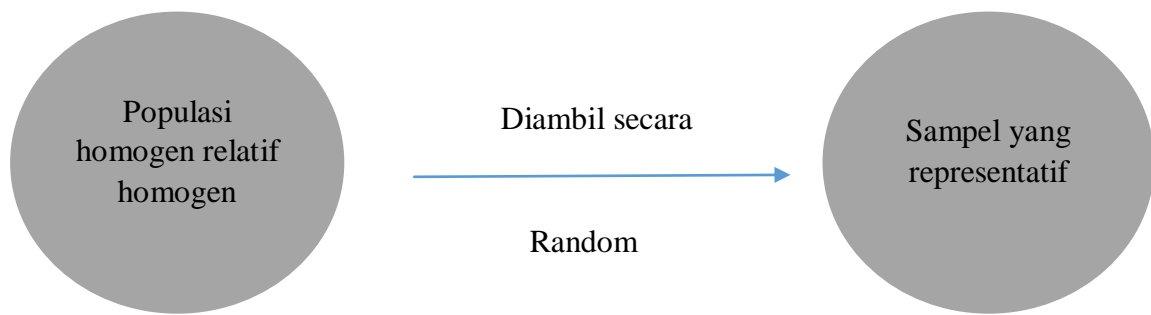 Populasi
homogen relatif
homogen
Diambil secara
Random
Sampel yang
representatif